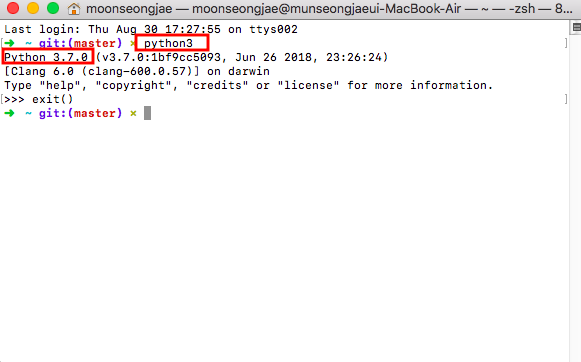 moonseongjae — moonseongjae@munseongjaeui-MacBook-Air — ~ — -zsh — 8...
Last login: Thu Aug 30 17:27:55 on ttys002
➜ ~ git:(master) × python3
Python 3.7.0 (v3.7.0:1bf9cc5093, Jun 26 2018, 23:26:24)
[Clang 6.0 (clang-600.0.57)] on darwin
Type "help", "copyright", "credits" or "license" for more information.
>>> exit()
➜ ~ git:(master) ×